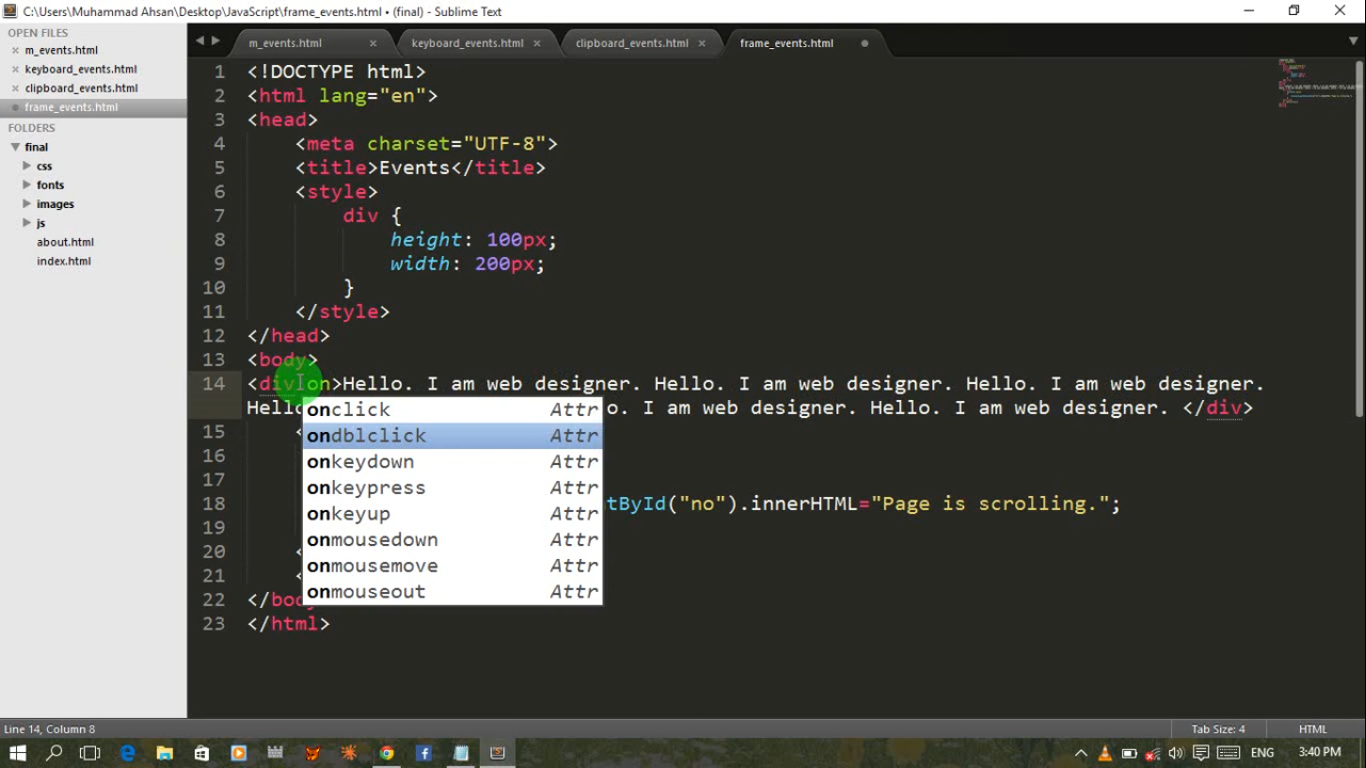 C:\Users\Muhammad Ahsan\Desktop\JavaScript\frame_events.html • (final) - Sublime Text
OPEN FILES
m_events.html
keyboard_events.html
clipboard_events.html
frame_events.html
FOLDERS
final
css
fonts
images
js
about.html
index.html
m_events.html
keyboard_events.html
clipboard_events.html
frame_events.html
1 <!DOCTYPE html>
2 <html lang="en">
3 <head>
4 <meta charset="UTF-8">
5 <title>Events</title>
6 <style>
7 div {
8 height: 100px;
9 width: 200px;
10 }
11 </style>
12 </head>
13 <body>
14 <div on>Hello. I am web designer. Hello. I am web designer. Hello. I am web designer.
Hello. I am web designer. Hello. I am web designer. </div>
onclick Attr
ondblclick Attr
onkeydown Attr
onkeypress Attr
onkeyup Attr
onmousedown Attr
onmousemove Attr
onmouseout Attr
15 <
16
17
18 tById("no").innerHTML="Page is scrolling.";
19
20 <
21 <
22 </body
23 </html>
Line 14, Column 8
Tab Size: 4
HTML
ENG
3:40 PM